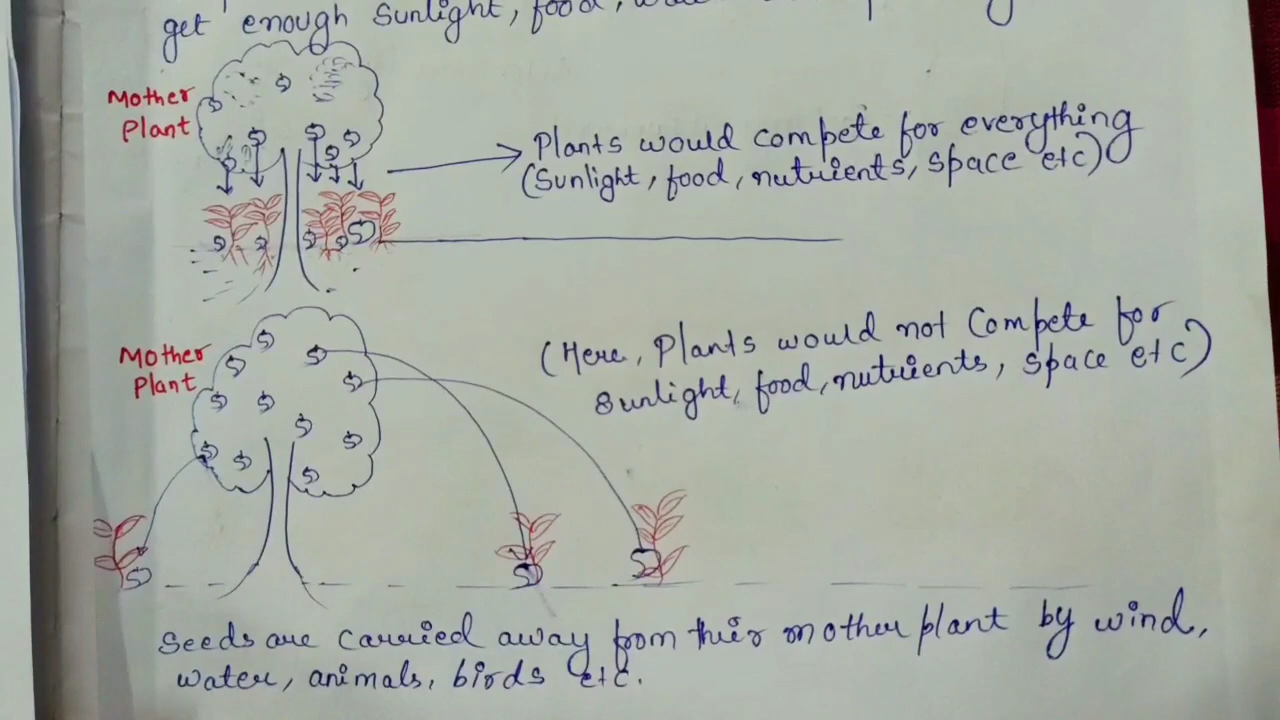 get enough sunlight, food,
Mother
Plant
Plants would compete for everything
(Sunlight, food, nutrients, space etc)
Mother
Plant
(Here, Plants would not Compete for
Sunlight, food, nutrients, space etc)
Seeds are carried away from their mother plant by wind,
water, animals, birds etc.